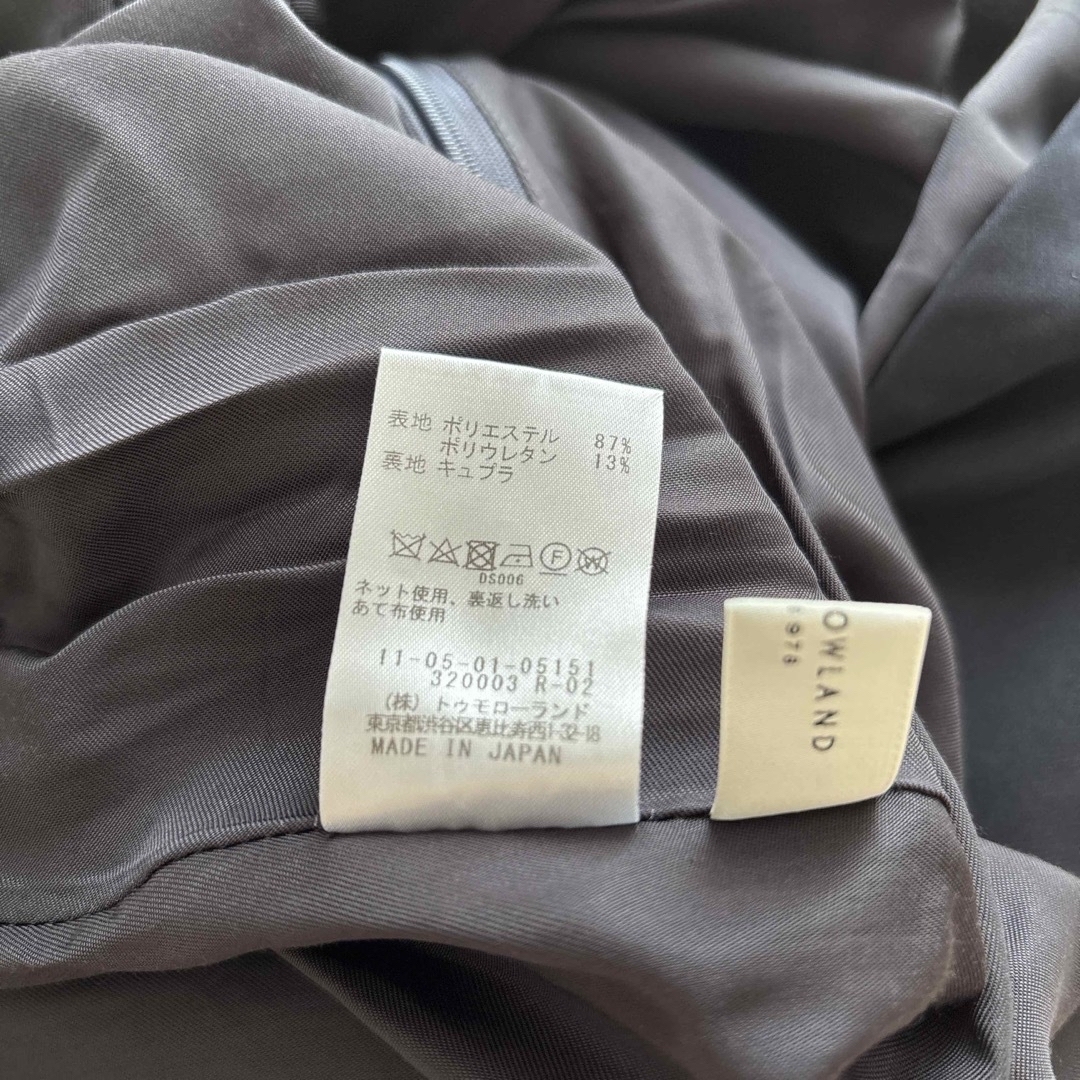 表地 ポリエステル 87%
ポリウレタン 13%
裏地 キュプラ
F W
DS006
ネット使用、裏返し洗い
あて布使用
11-05-01-05151
320003 R-02
(株) トゥモローランド
東京都渋谷区恵比寿西1-32-18
MADE IN JAPAN
OWLAND
1978